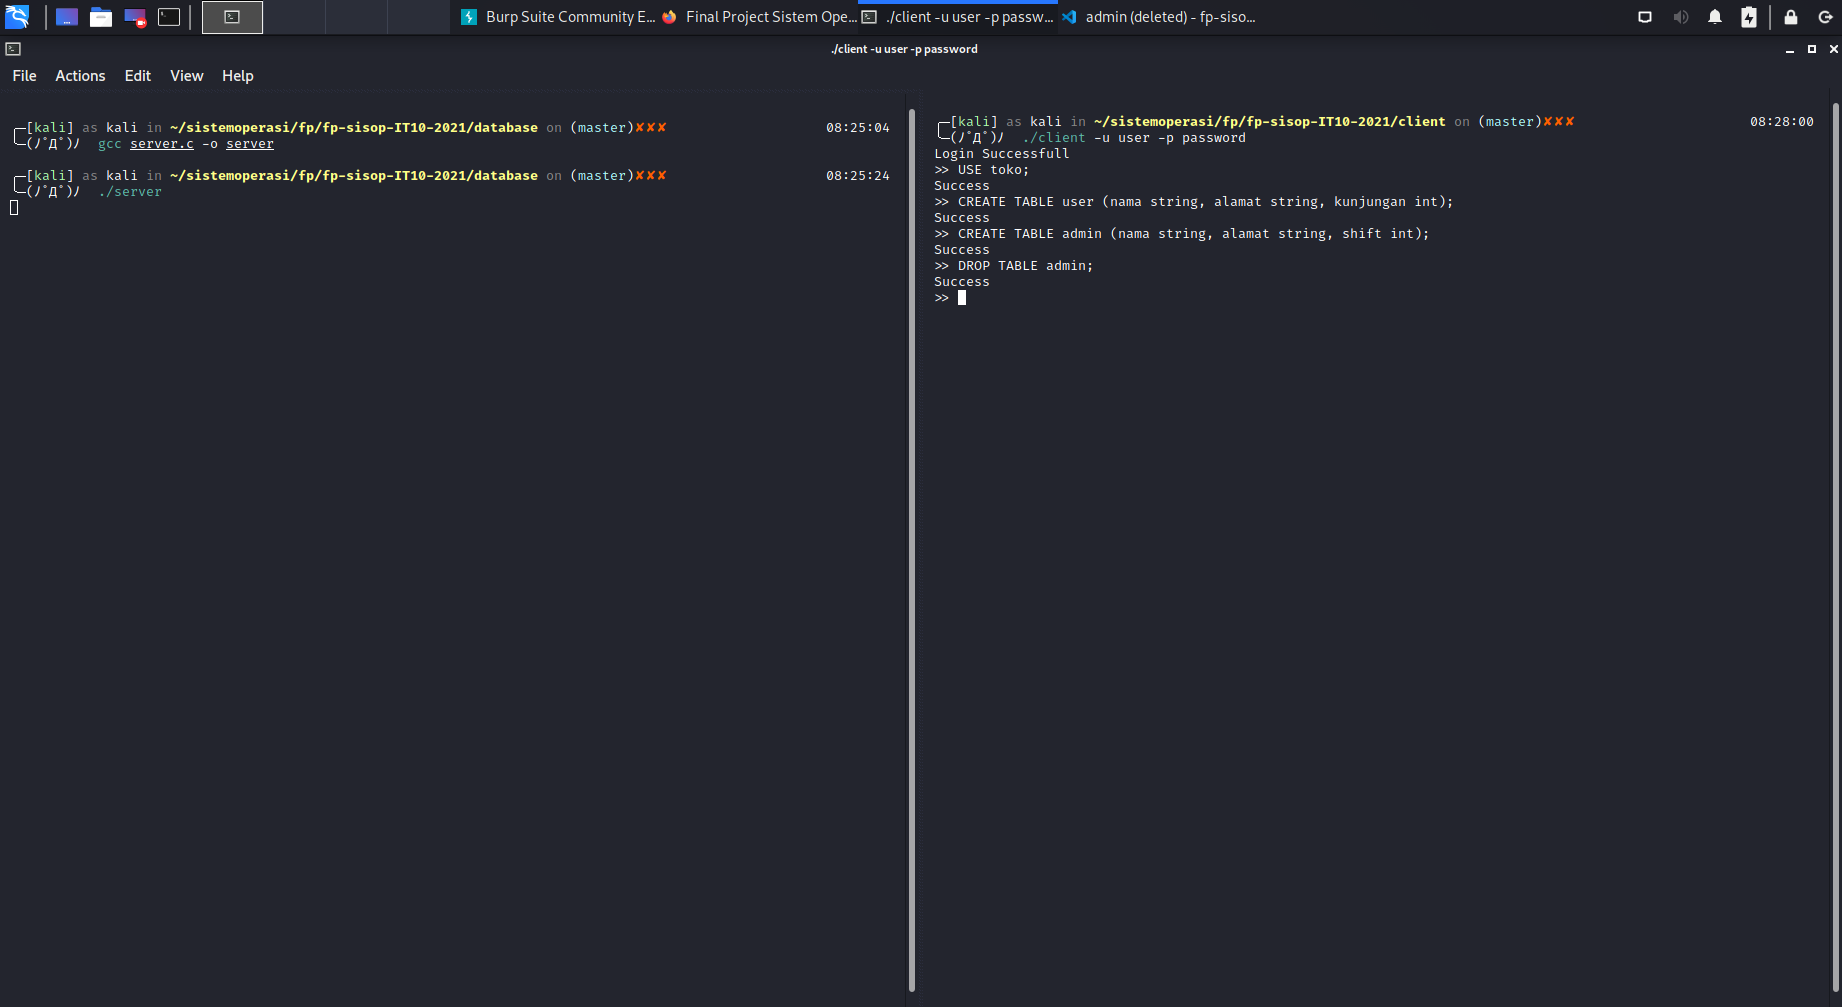 Burp Suite Community E...
Final Project Sistem Ope...
./client -u user -p passw...
admin (deleted) - fp-siso...
./client -u user -p password
File Actions Edit View Help
[kali] as kali in ~/sistemoperasi/fp/fp-sisop-IT10-2021/database on (master)✘✘✘ 08:25:04
(ﾉ˚Д˚)ﾉ gcc server.c -o server
[kali] as kali in ~/sistemoperasi/fp/fp-sisop-IT10-2021/database on (master)✘✘✘ 08:25:24
(ﾉ˚Д˚)ﾉ ./server
[kali] as kali in ~/sistemoperasi/fp/fp-sisop-IT10-2021/client on (master)✘✘✘ 08:28:00
(ﾉ˚Д˚)ﾉ ./client -u user -p password
Login Successfull
>> USE toko;
Success
>> CREATE TABLE user (nama string, alamat string, kunjungan int);
Success
>> CREATE TABLE admin (nama string, alamat string, shift int);
Success
>> DROP TABLE admin;
Success
>>